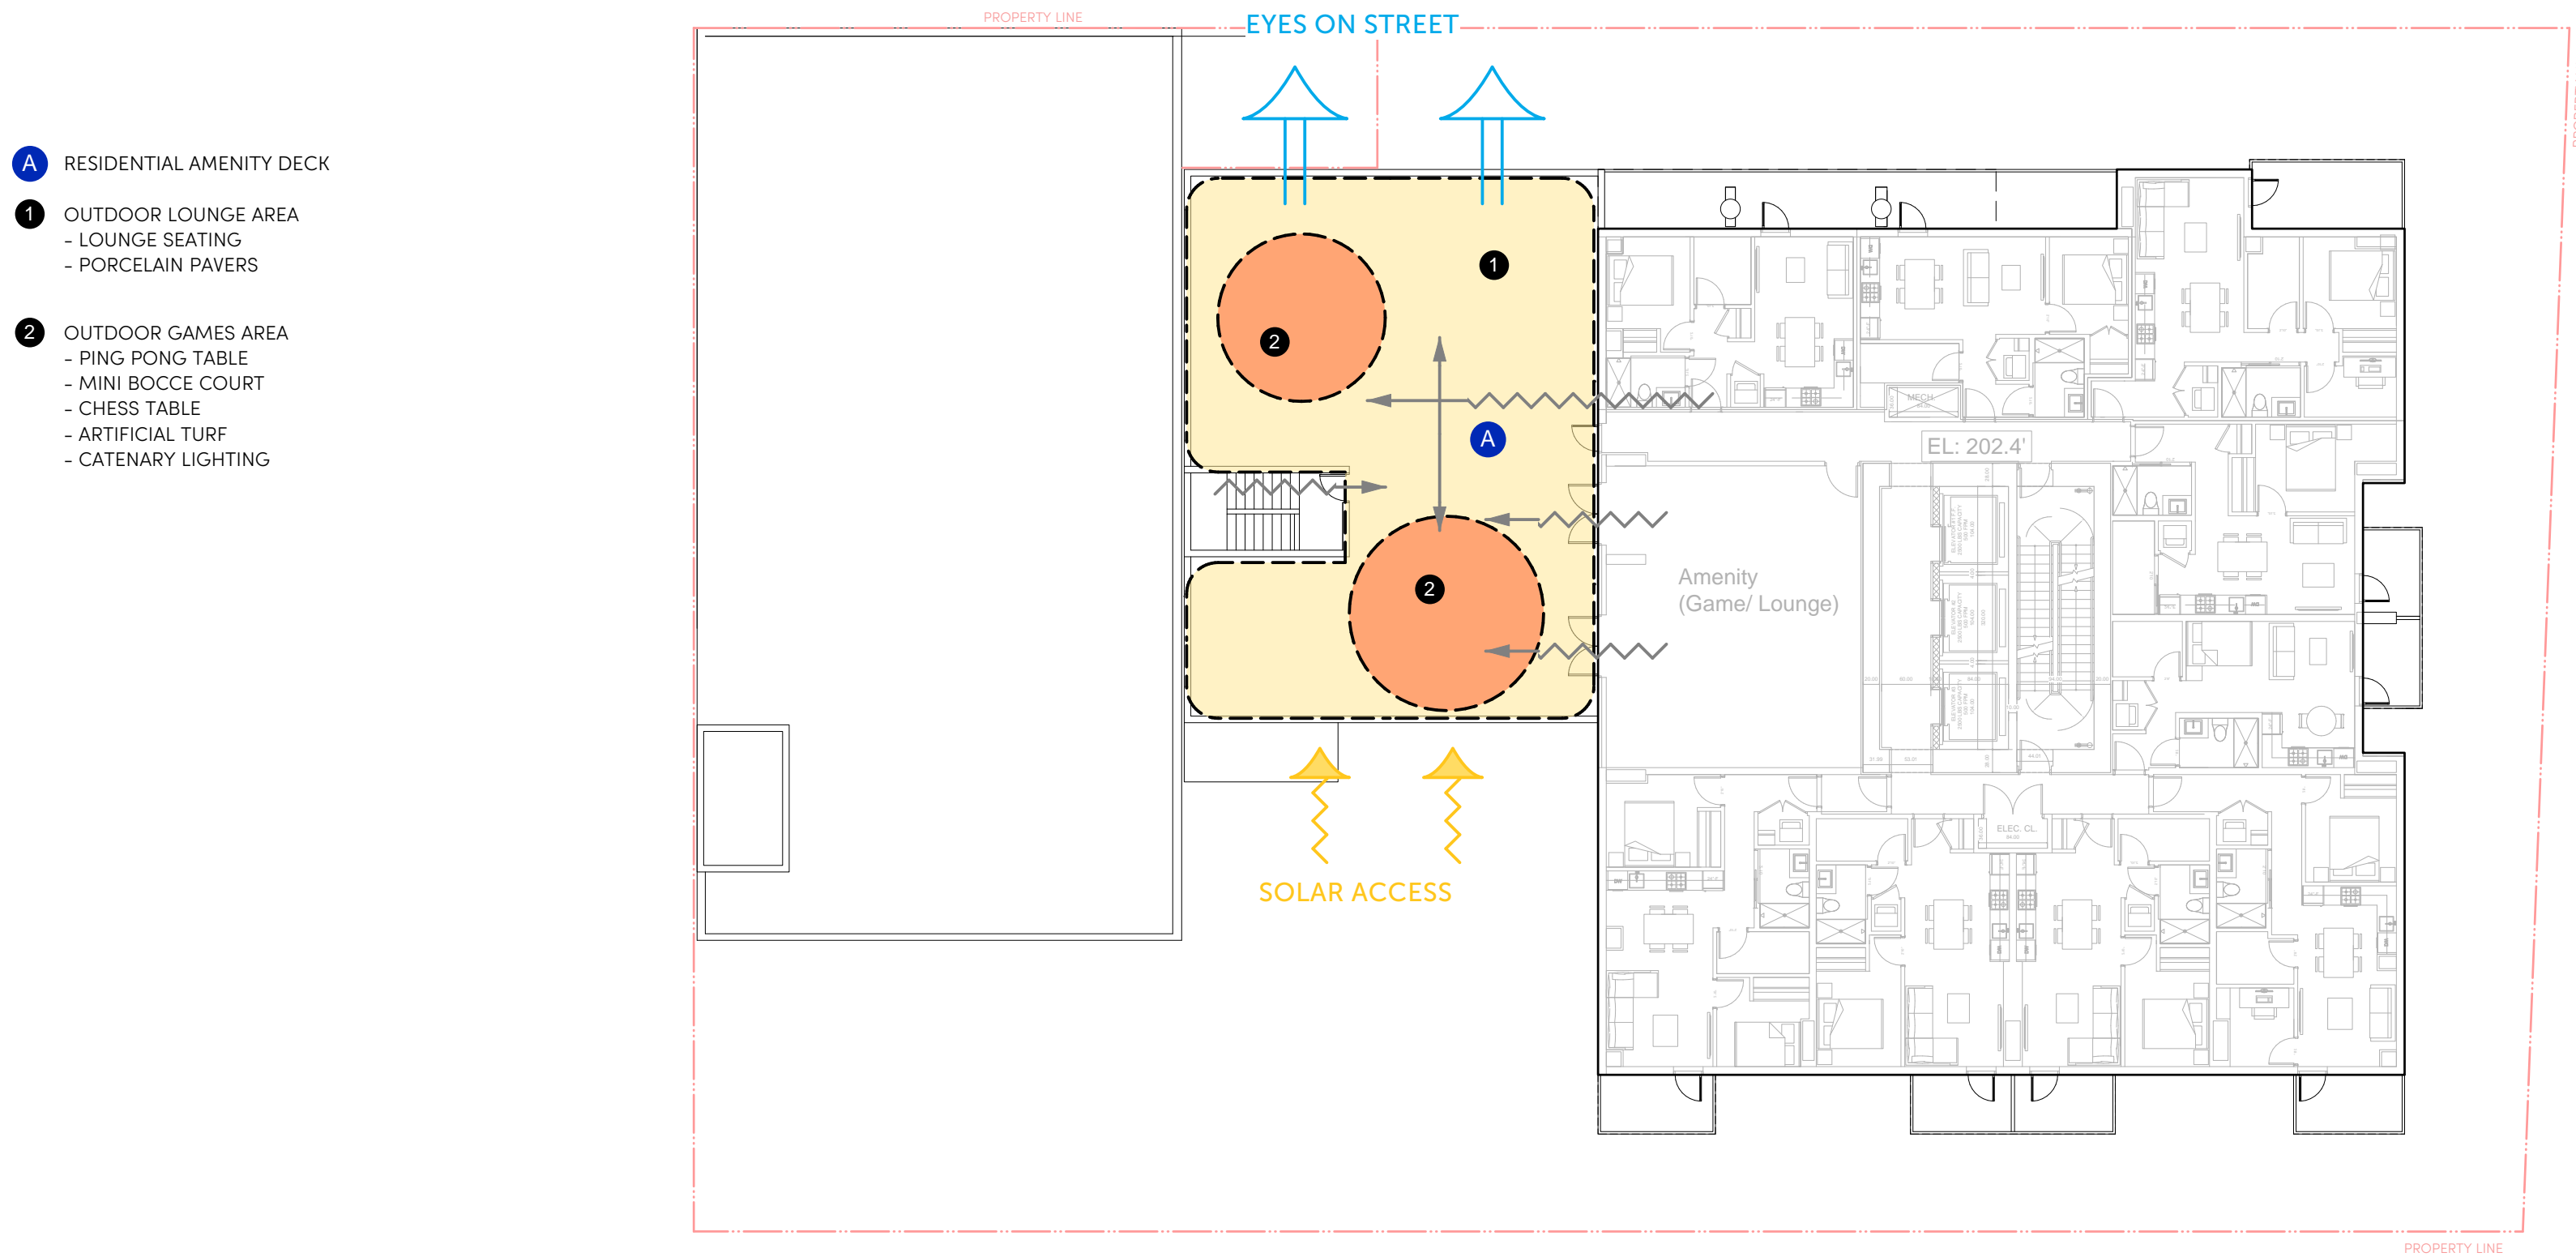 PROPERTY LINE
EYES ON STREET
A RESIDENTIAL AMENITY DECK
1 OUTDOOR LOUNGE AREA
- LOUNGE SEATING
- PORCELAIN PAVERS
2 OUTDOOR GAMES AREA
- PING PONG TABLE
- MINI BOCCE COURT
- CHESS TABLE
- ARTIFICIAL TURF
- CATENARY LIGHTING
1
2
A
2
MECH.
EL: 202.4'
Amenity
(Game/ Lounge)
ELEC. CL.
SOLAR ACCESS
PROPERTY LINE